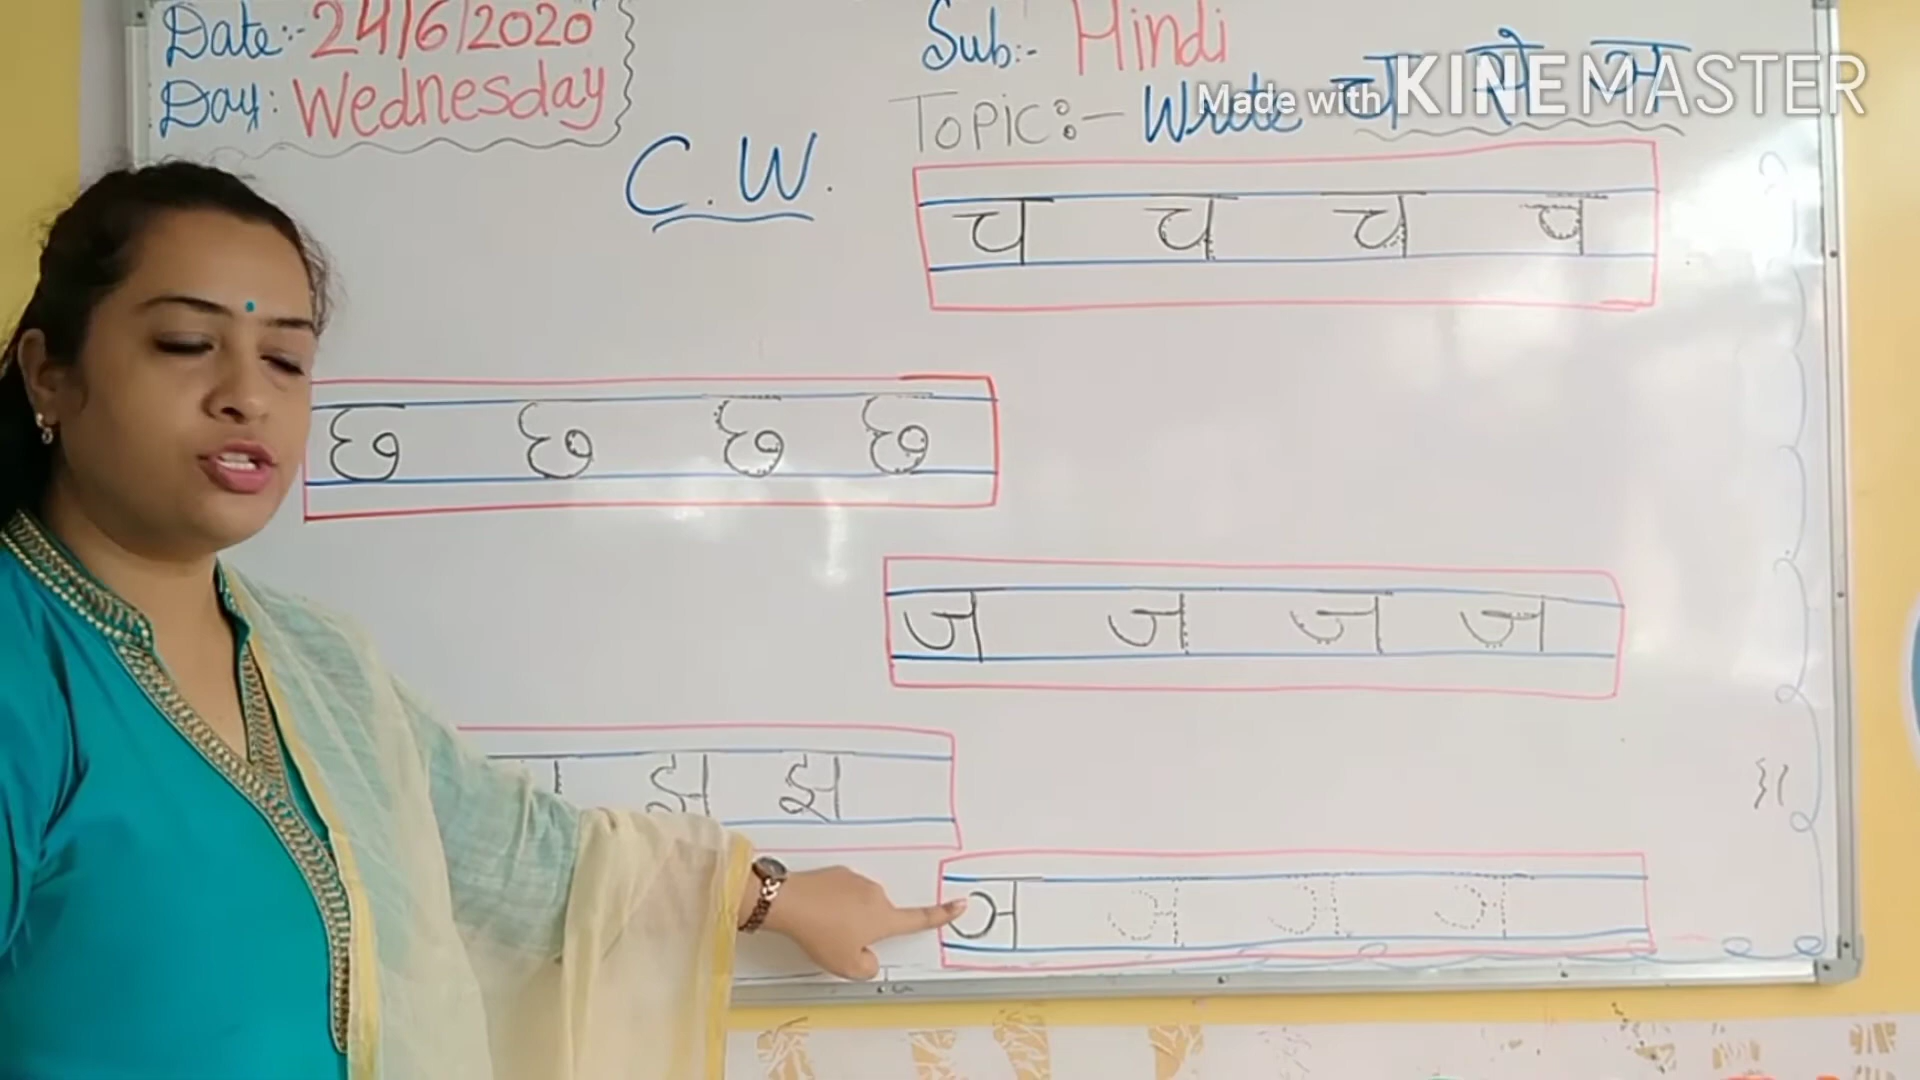 Date:- 24/6/2020
Day: Wednesday
Sub:- Hindi
Topic:- Write च से ञ
Made with KINEMASTER
C.W.
च च च च
छ छ छ छ
ज ज ज ज
झ झ
ञ ञ ञ ञ